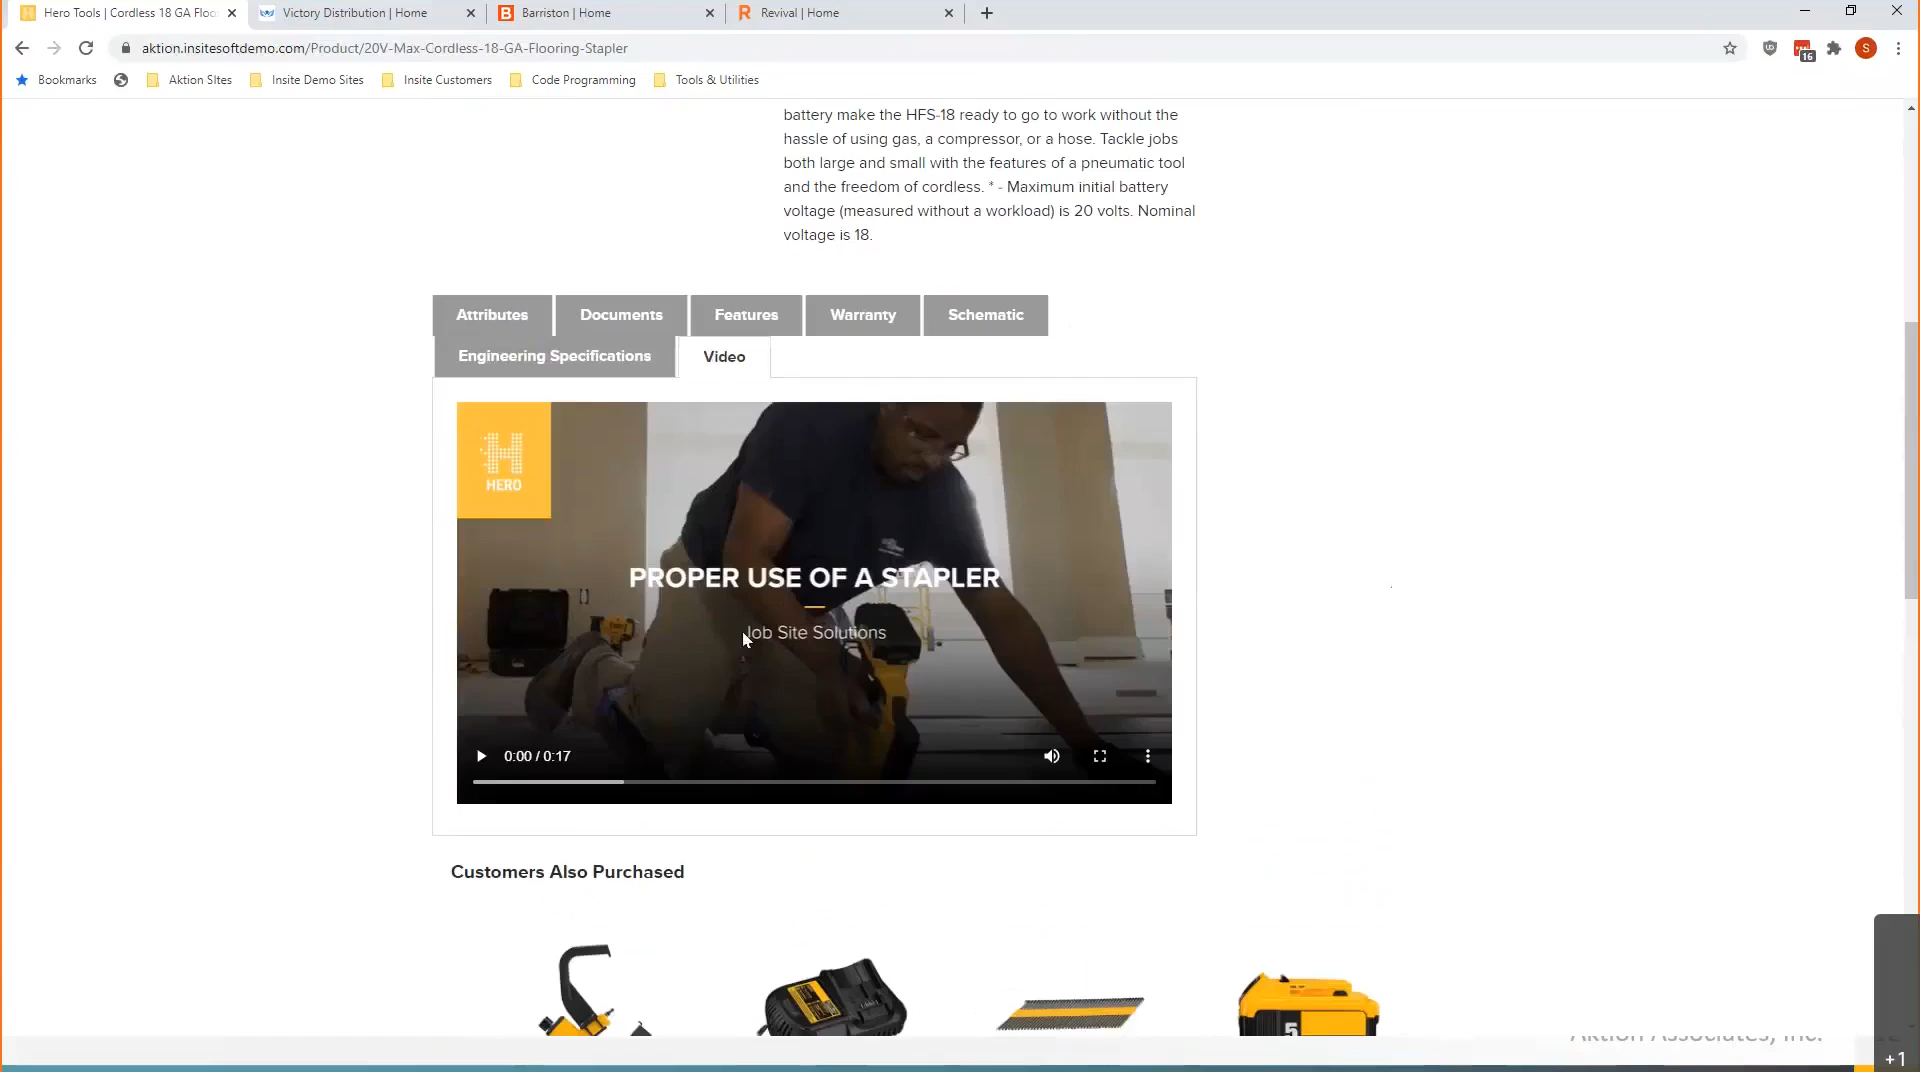 Hero Tools | Cordless 18 GA Floo
Victory Distribution | Home
Barriston | Home
Revival | Home
aktion.insitesoftdemo.com/Product/20V-Max-Cordless-18-GA-Flooring-Stapler
16
S
Bookmarks
Aktion SItes
Insite Demo Sites
Insite Customers
Code Programming
Tools & Utilities
battery make the HFS-18 ready to go to work without the
hassle of using gas, a compressor, or a hose. Tackle jobs
both large and small with the features of a pneumatic tool
and the freedom of cordless. * - Maximum initial battery
voltage (measured without a workload) is 20 volts. Nominal
voltage is 18.
Attributes
Documents
Features
Warranty
Schematic
Engineering Specifications
Video
H
HERO
PROPER USE OF A STAPLER
Job Site Solutions
0:00 / 0:17
Customers Also Purchased
5
Aktion Associates, Inc.
+1